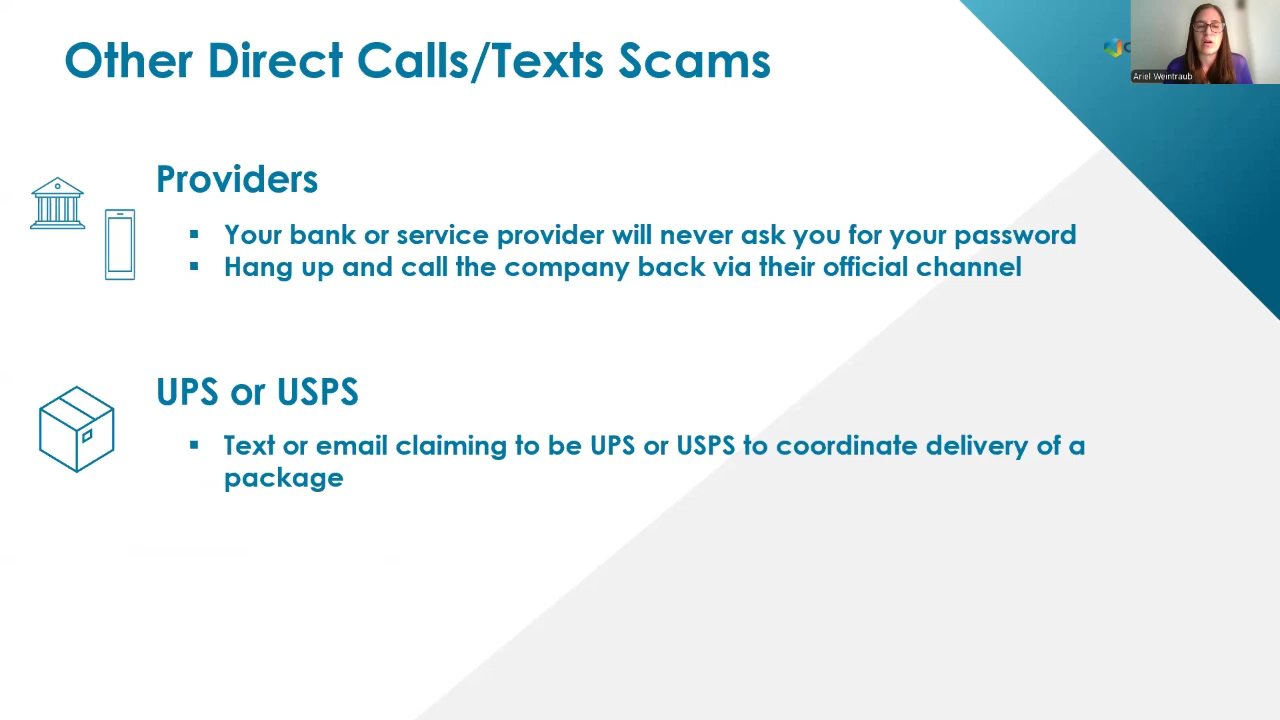 Other Direct Calls/Texts Scams
Ariel Weintraub
Providers
▪ Your bank or service provider will never ask you for your password
▪ Hang up and call the company back via their official channel
UPS or USPS
▪ Text or email claiming to be UPS or USPS to coordinate delivery of a
package